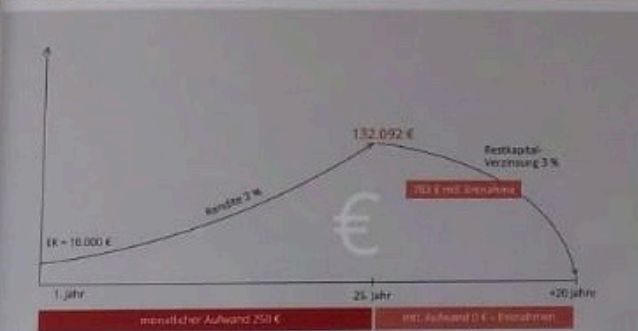 132.092 €
Restkapital-
Verzinsung 3 %
mtl. Entnahme
Rendite 3 %
€
EK = 10.000 €
1. Jahr
25. Jahr
+20 Jahre
monatlicher Aufwand 250 €
mtl. Aufwand 0 € - Entnahmen